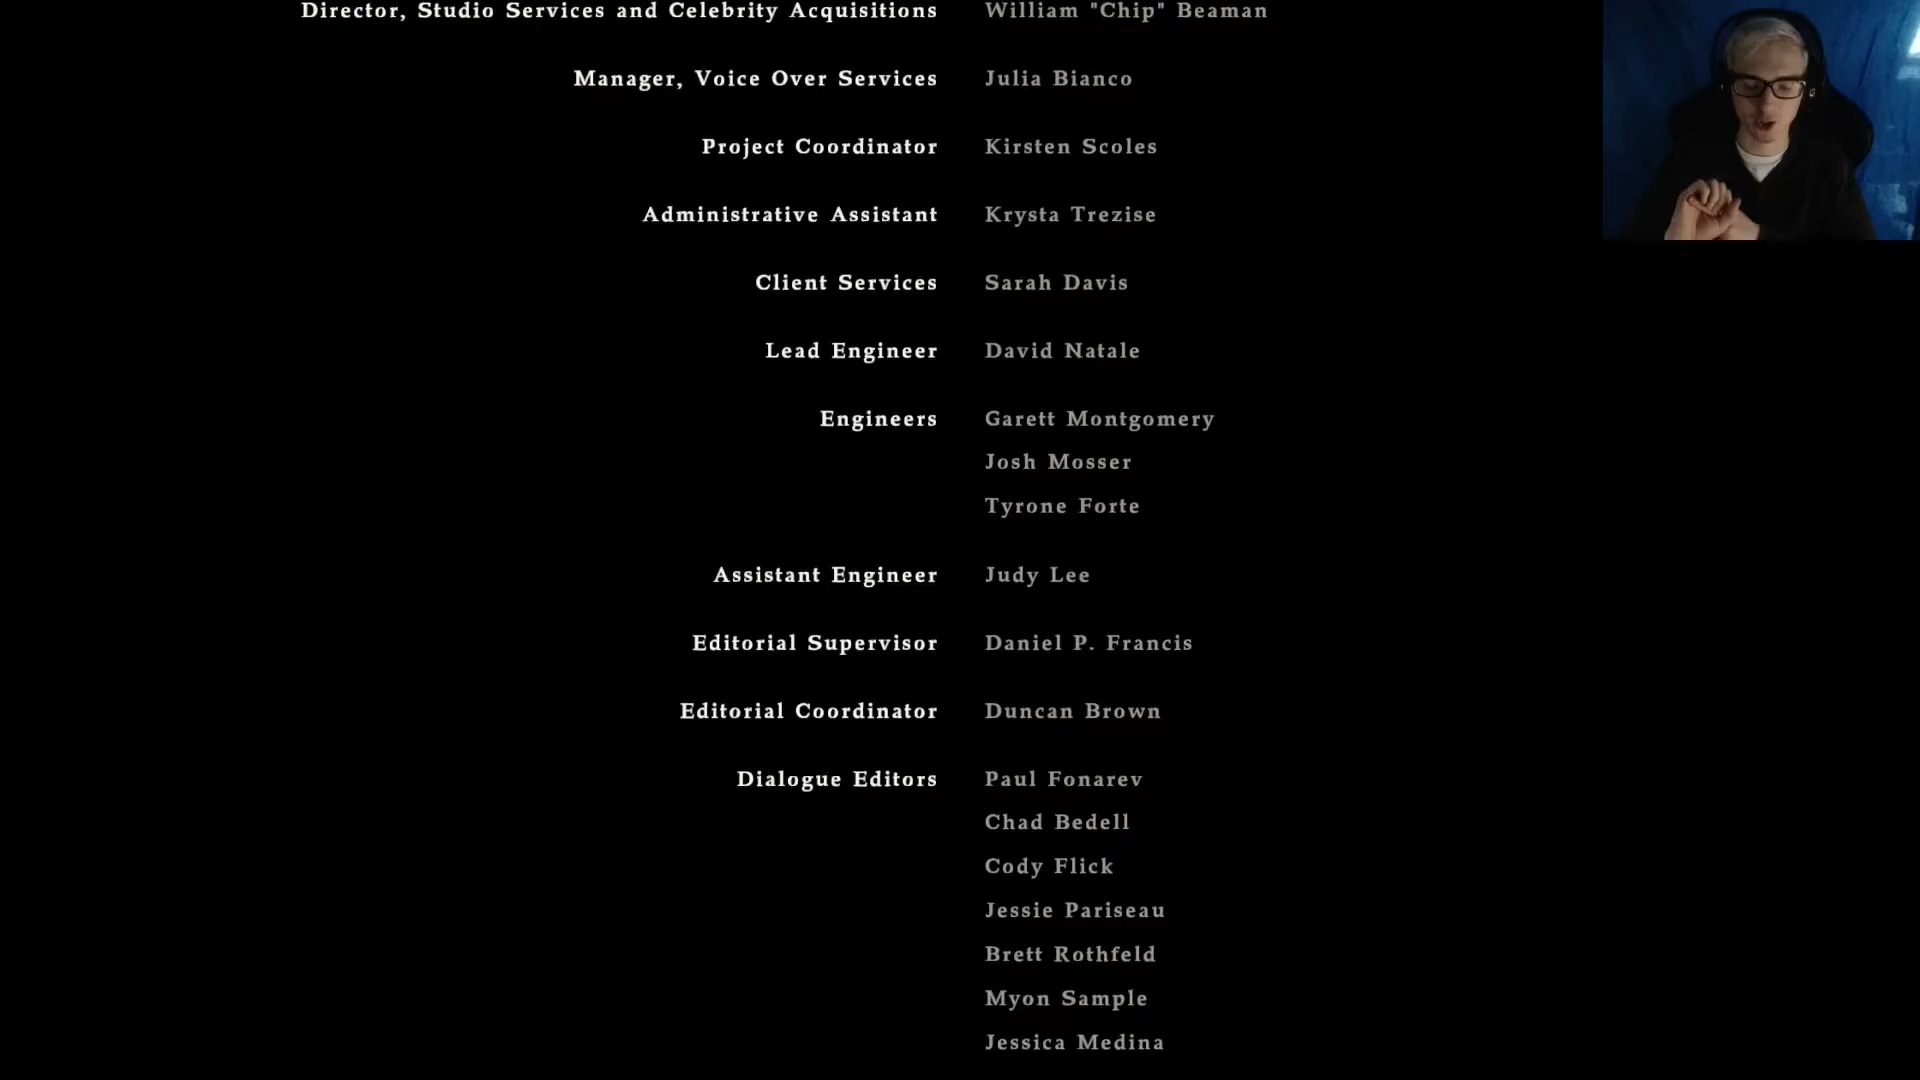 Director, Studio Services and Celebrity Acquisitions William "Chip" Beaman
Manager, Voice Over Services Julia Bianco
Project Coordinator Kirsten Scoles
Administrative Assistant Krysta Trezise
Client Services Sarah Davis
Lead Engineer David Natale
Engineers Garett Montgomery
Josh Mosser
Tyrone Forte
Assistant Engineer Judy Lee
Editorial Supervisor Daniel P. Francis
Editorial Coordinator Duncan Brown
Dialogue Editors Paul Fonarev
Chad Bedell
Cody Flick
Jessie Pariseau
Brett Rothfeld
Myon Sample
Jessica Medina